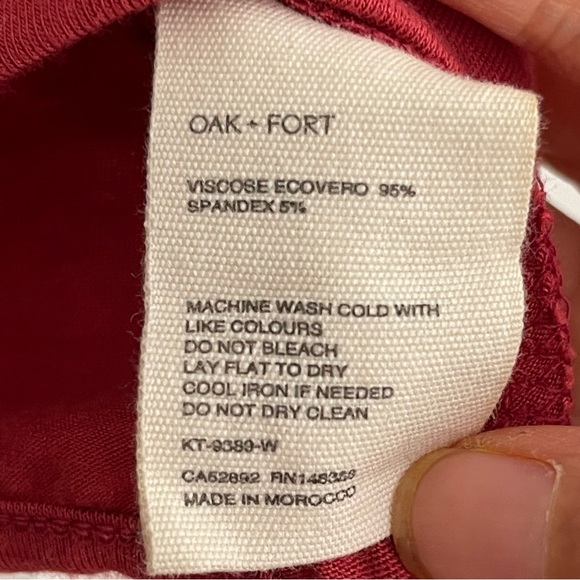 OAK + FORT
VISCOSE ECOVERO 95%
SPANDEX 5%
MACHINE WASH COLD WITH
LIKE COLOURS
DO NOT BLEACH
LAY FLAT TO DRY
COOL IRON IF NEEDED
DO NOT DRY CLEAN
KT-9389-W
CA52892
MADE IN MOROCCO